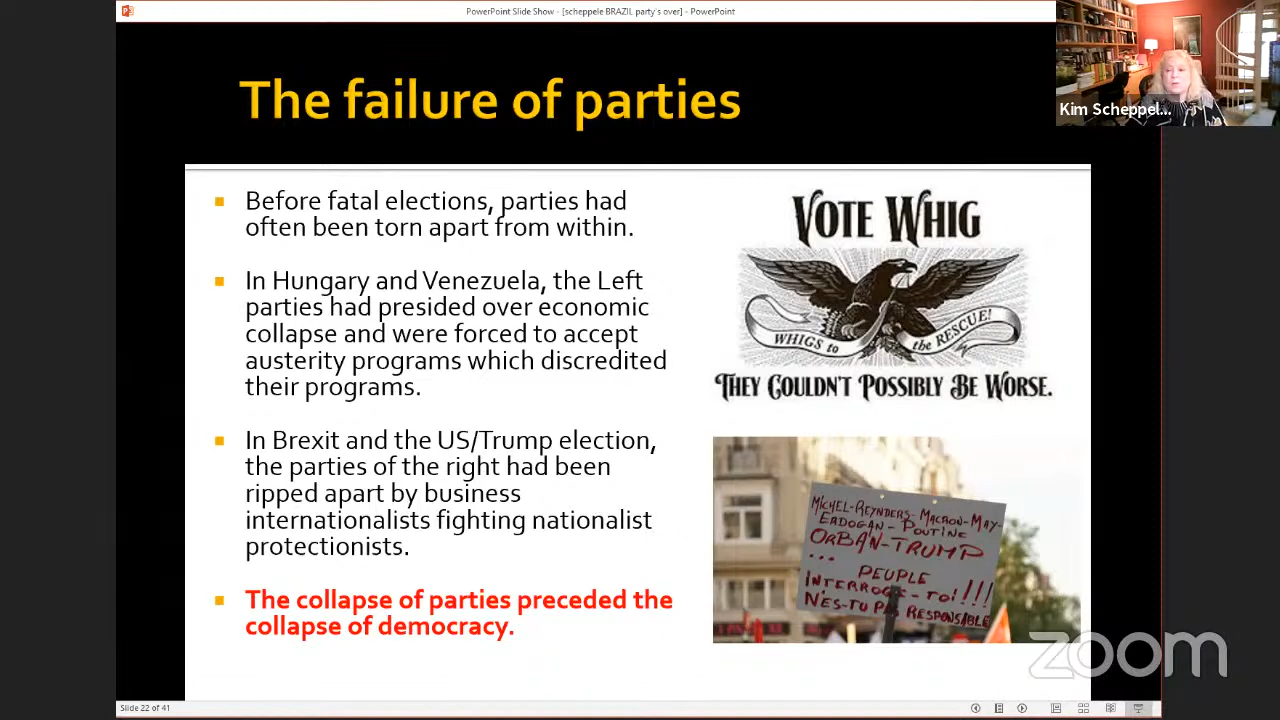 PowerPoint Slide Show - [scheppele BRAZIL party's over] - PowerPoint
The failure of parties
Kim Scheppel...
Before fatal elections, parties had
often been torn apart from within.
In Hungary and Venezuela, the Left
parties had presided over economic
collapse and were forced to accept
austerity programs which discredited
their programs.
In Brexit and the US/Trump election,
the parties of the right had been
ripped apart by business
internationalists fighting nationalist
protectionists.
The collapse of parties preceded the
collapse of democracy.
VOTE WHIG
WHIGS to the RESCUE!
THEY COULDN'T POSSIBLY BE WORSE.
MICHEL-REYNDERS-MACRON-MAY-
ERDOGAN-POUTINE
ORBAN-TRUMP
...
PEUPLE
INTERROGE-TOI!!!
N'ES-TU PAS RESPONSABLE
zoom
Slide 22 of 41